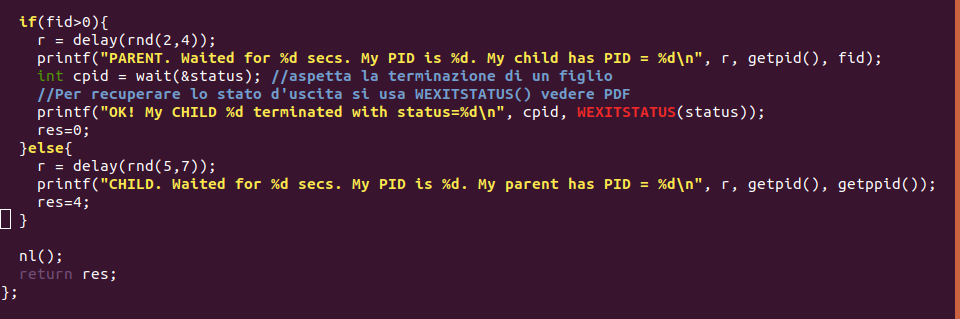 if(fid>0){
r = delay(rnd(2,4));
printf("PARENT. Waited for %d secs. My PID is %d. My child has PID = %d\n", r, getpid(), fid);
int cpid = wait(&status); //aspetta la terminazione di un figlio
//Per recuperare lo stato d'uscita si usa WEXITSTATUS() vedere PDF
printf("OK! My CHILD %d terminated with status=%d\n", cpid, WEXITSTATUS(status));
res=0;
}else{
r = delay(rnd(5,7));
printf("CHILD. Waited for %d secs. My PID is %d. My parent has PID = %d\n", r, getpid(), getppid());
res=4;
}
nl();
return res;
};